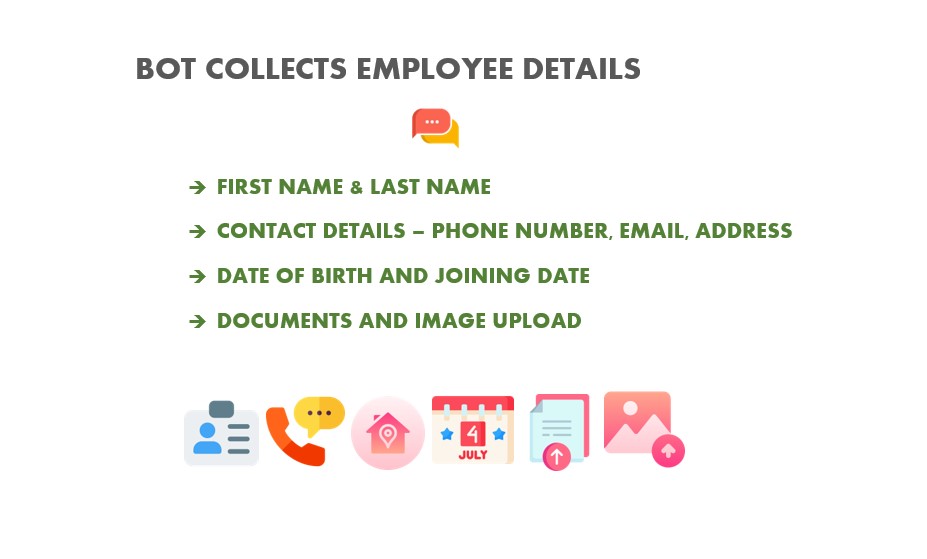 BOT COLLECTS EMPLOYEE DETAILS
→ FIRST NAME & LAST NAME
→ CONTACT DETAILS – PHONE NUMBER, EMAIL, ADDRESS
→ DATE OF BIRTH AND JOINING DATE
→ DOCUMENTS AND IMAGE UPLOAD
4
JULY